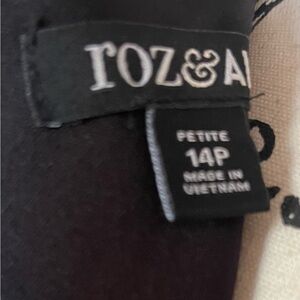 roz&A
PETITE
14P
MADE IN
VIETNAM